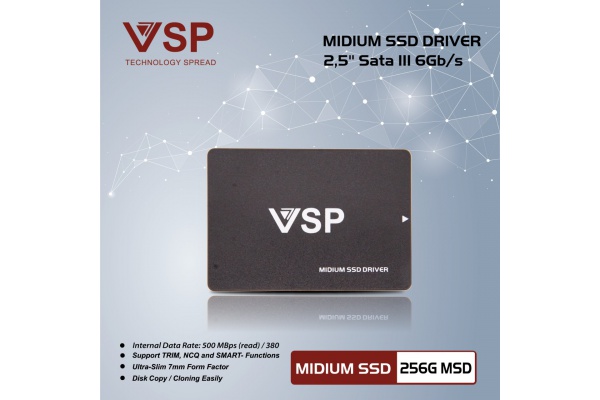 VSP
TECHNOLOGY SPREAD
MIDIUM SSD DRIVER
2,5" Sata III 6Gb/s
VSP
MIDIUM SSD DRIVER
Internal Data Rate: 500 MBps (read) / 380
Support TRIM, NCQ and SMART- Functions
Ultra-Slim 7mm Form Factor
Disk Copy / Cloning Easily
MIDIUM SSD 256G MSD